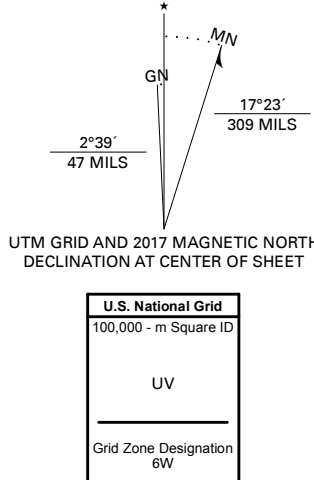 ★
MN
GN
17°23´
309 MILS
2°39´
47 MILS
UTM GRID AND 2017 MAGNETIC NORTH
DECLINATION AT CENTER OF SHEET
U.S. National Grid
100,000 - m Square ID
UV
Grid Zone Designation
6W